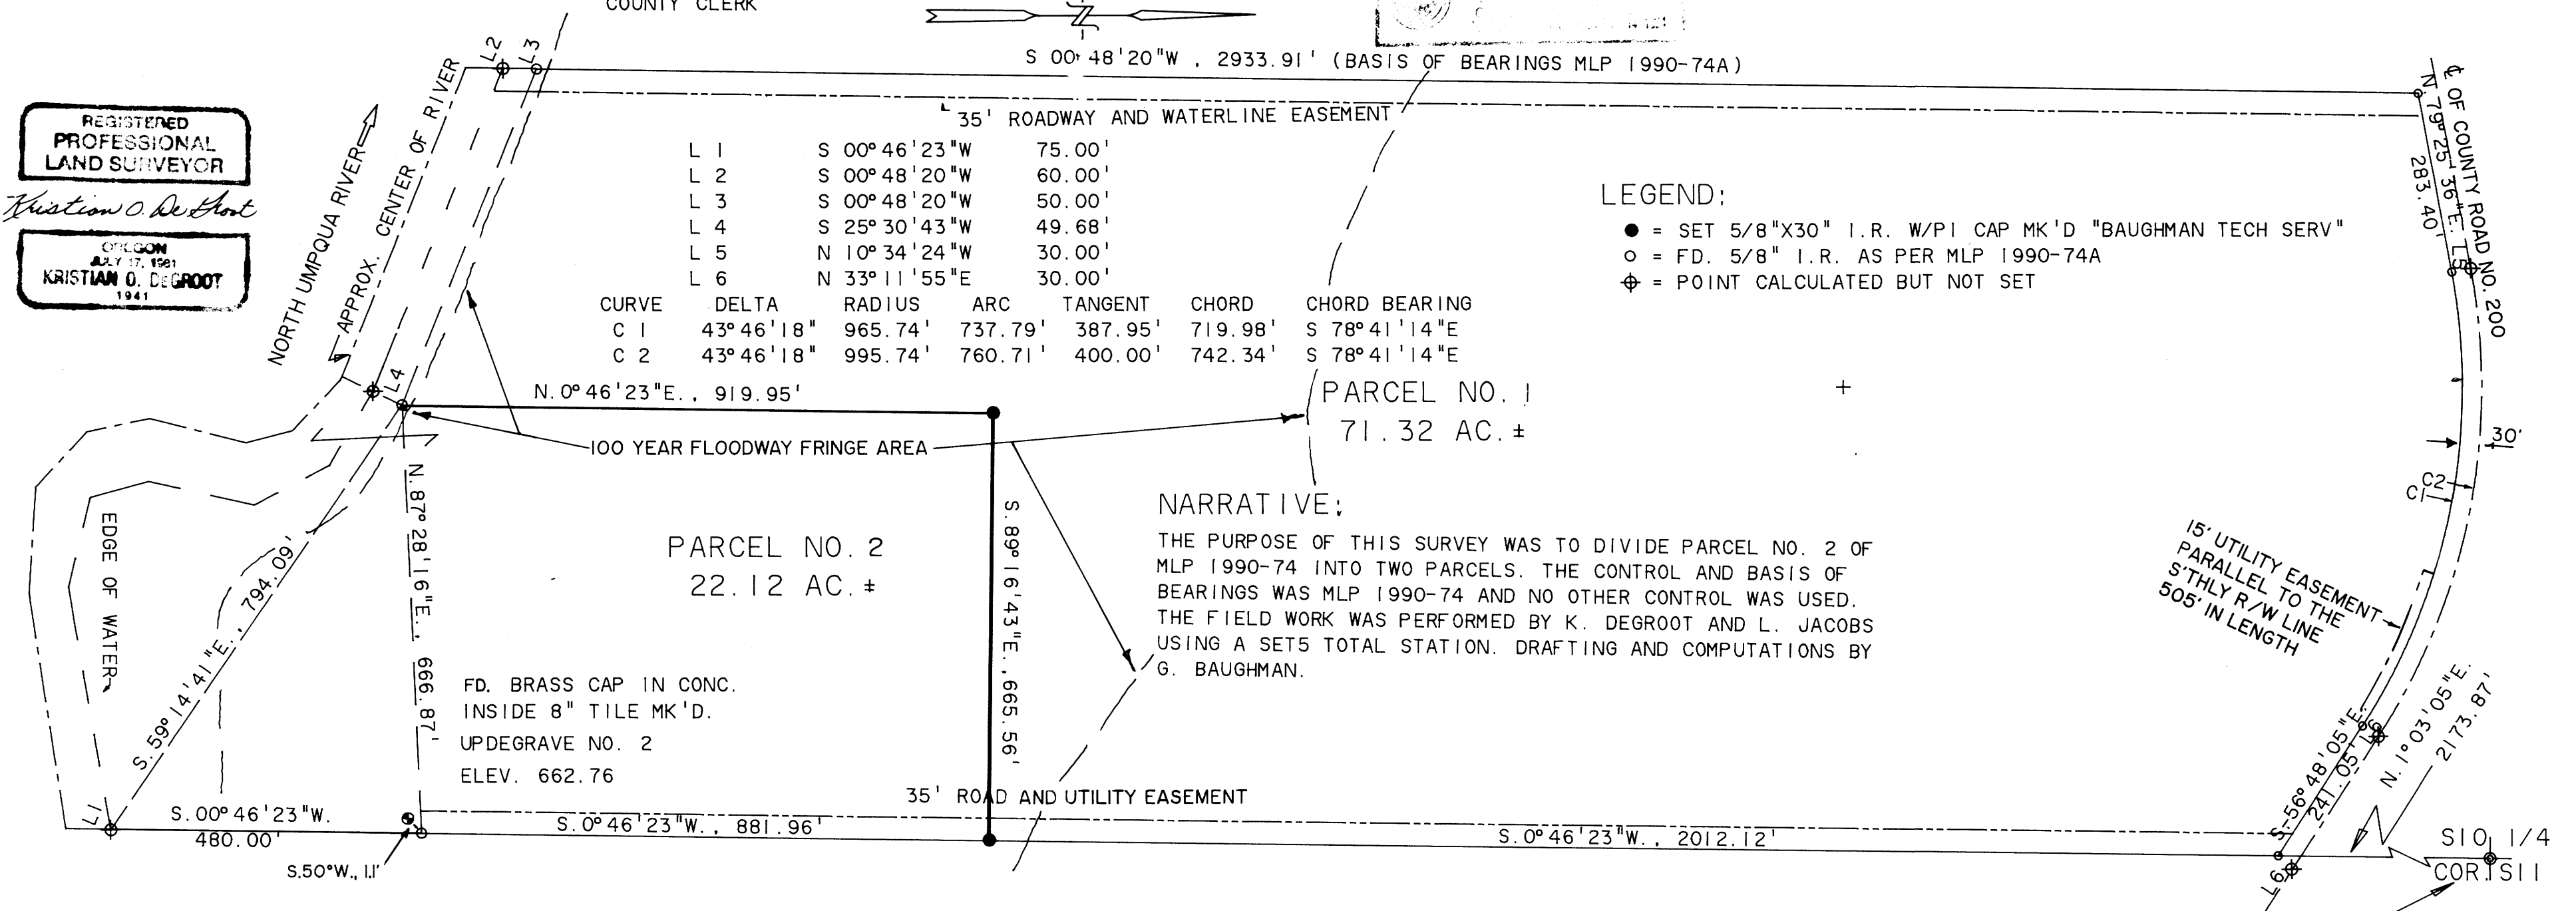 COUNTY CLERK
S 00° 48'20"W , 2933.91' (BASIS OF BEARINGS MLP 1990-74A)
L2
L3
35' ROADWAY AND WATERLINE EASEMENT
REGISTERED
PROFESSIONAL
LAND SURVEYOR
Kristian O. DeGroot
OREGON
JULY 17, 1981
KRISTIAN O. DEGROOT
1941
NORTH UMPQUA RIVER
APPROX. CENTER OF RIVER
L 1 S 00°46'23"W 75.00'
L 2 S 00°48'20"W 60.00'
L 3 S 00°48'20"W 50.00'
L 4 S 25°30'43"W 49.68'
L 5 N 10°34'24"W 30.00'
L 6 N 33°11'55"E 30.00'
CURVE DELTA RADIUS ARC TANGENT CHORD CHORD BEARING
C 1 43°46'18" 965.74' 737.79' 387.95' 719.98' S 78°41'14"E
C 2 43°46'18" 995.74' 760.71' 400.00' 742.34' S 78°41'14"E
LEGEND:
● = SET 5/8"X30" I.R. W/PI CAP MK'D "BAUGHMAN TECH SERV"
○ = FD. 5/8" I.R. AS PER MLP 1990-74A
⌖ = POINT CALCULATED BUT NOT SET
℄ OF COUNTY ROAD NO. 200
N. 79°25'36"E.
283.40'
L5
L4
N.0°46'23"E., 919.95'
PARCEL NO. 1
71.32 AC.±
100 YEAR FLOODWAY FRINGE AREA
30'
C2
C1
N.87°28'16"E., 666.87'
S.89°16'43"E., 665.56'
NARRATIVE:
THE PURPOSE OF THIS SURVEY WAS TO DIVIDE PARCEL NO. 2 OF
MLP 1990-74 INTO TWO PARCELS. THE CONTROL AND BASIS OF
BEARINGS WAS MLP 1990-74 AND NO OTHER CONTROL WAS USED.
THE FIELD WORK WAS PERFORMED BY K. DEGROOT AND L. JACOBS
USING A SET5 TOTAL STATION. DRAFTING AND COMPUTATIONS BY
G. BAUGHMAN.
EDGE OF WATER
PARCEL NO. 2
22.12 AC.±
S.59°14'41"E., 794.09'
15' UTILITY EASEMENT
PARALLEL TO THE
S'THLY R/W LINE
505' IN LENGTH
FD. BRASS CAP IN CONC.
INSIDE 8" TILE MK'D.
UPDEGRAVE NO. 2
ELEV. 662.76
35' ROAD AND UTILITY EASEMENT
L1
S.00°46'23"W.
480.00'
S.50°W., 1.1'
S.0°46'23"W., 881.96'
S.0°46'23"W., 2012.12'
S.56°48'05"E.
241.05'
L6
N. 1°03'05"E.
2173.87'
L6
S10 1/4
COR. S11